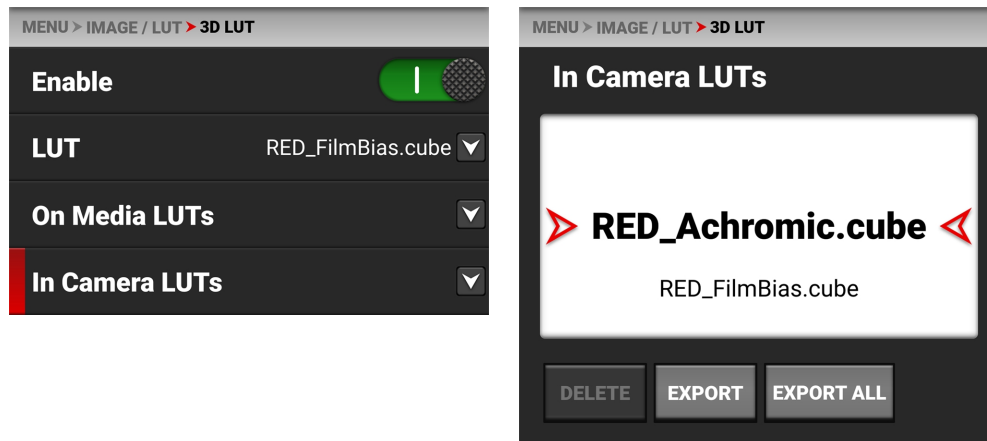 MENU > IMAGE / LUT > 3D LUT
Enable
LUT RED_FilmBias.cube
On Media LUTs
In Camera LUTs
MENU > IMAGE / LUT > 3D LUT
In Camera LUTs
RED_Achromic.cube
RED_FilmBias.cube
DELETE EXPORT EXPORT ALL